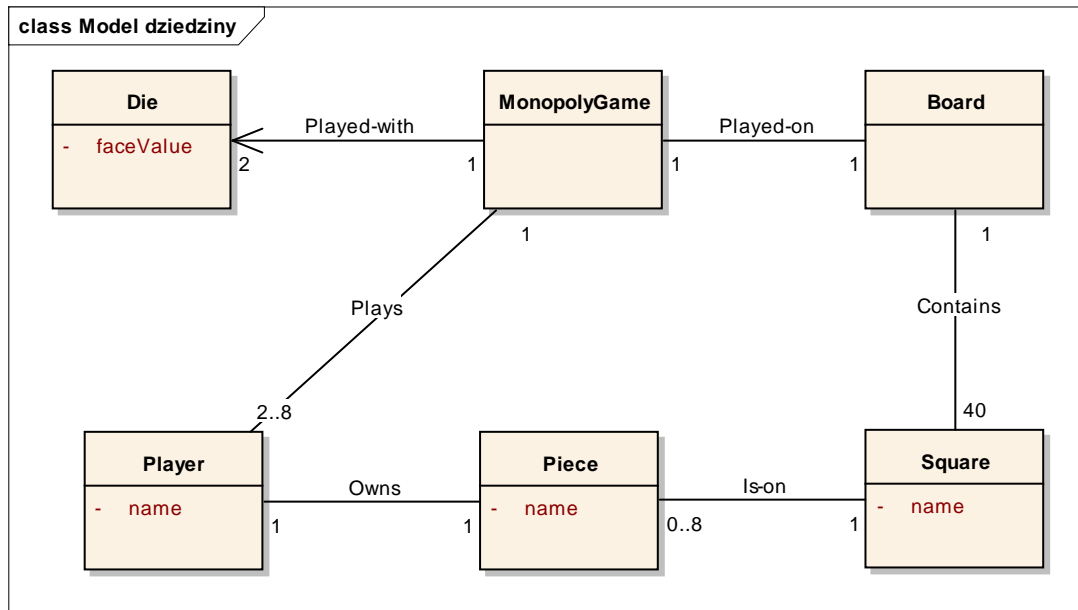 class Model dziedziny
Die
- faceValue
Played-with
2
1
MonopolyGame
Played-on
1
1
Board
1
Plays
2..8
1
Contains
40
Player
- name
Owns
1
1
Piece
- name
Is-on
0..8
1
Square
- name